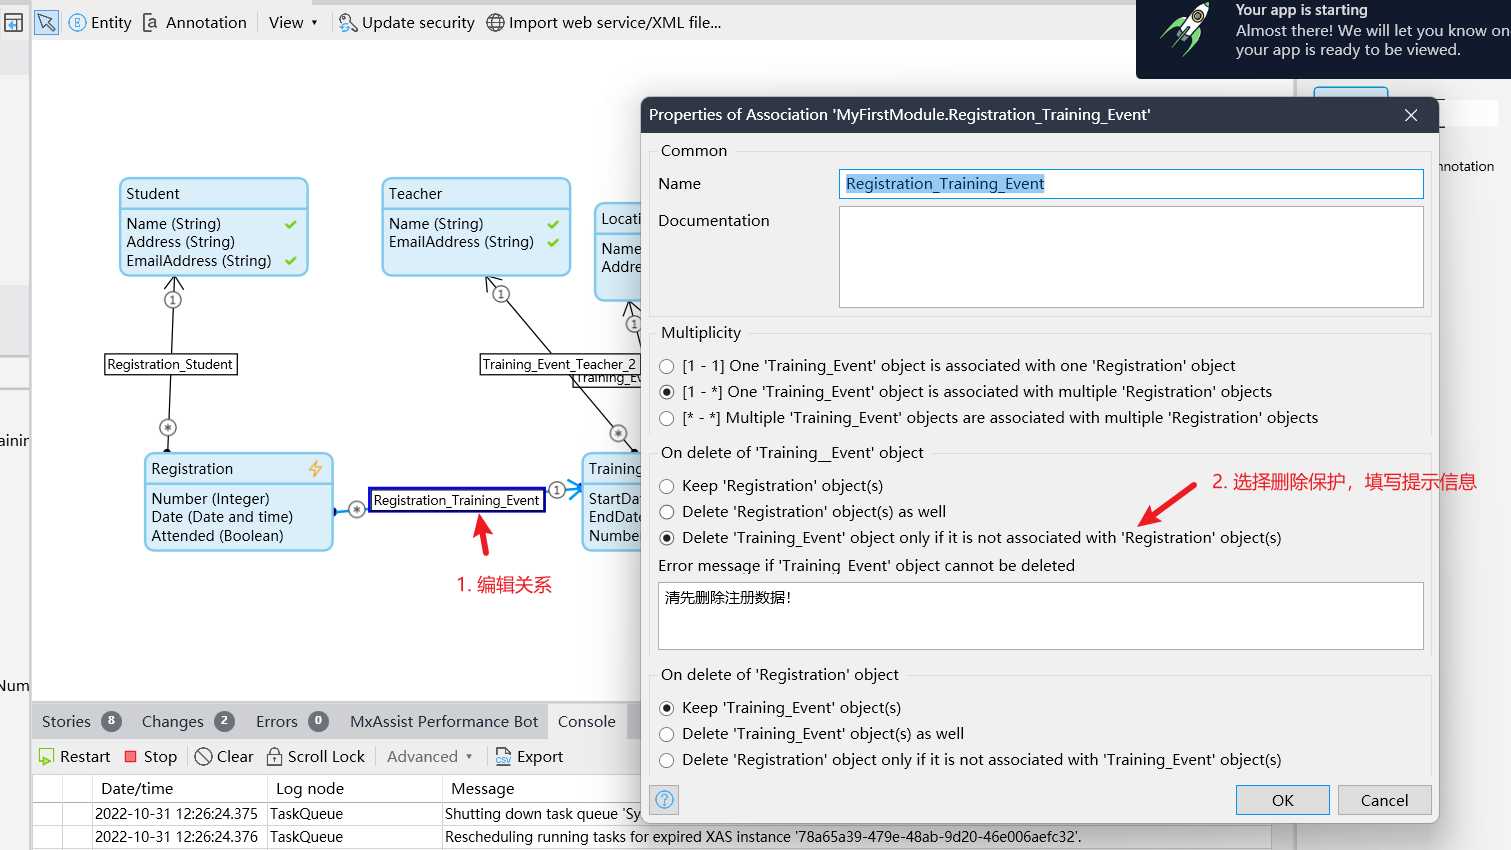 Entity
Annotation
View
Update security
Import web service/XML file...
Your app is starting
Almost there! We will let you know on
your app is ready to be viewed.
nnotation
Student
Name (String)
Address (String)
EmailAddress (String)
Teacher
Name (String)
EmailAddress (String)
Locati
Name
Addre
1
1
1
Registration_Student
Training_Event_Teacher_2
Training_Ev
*
*
ainin
Registration
Number (Integer)
Date (Date and time)
Attended (Boolean)
*
Registration_Training_Event
1
Training
StartDat
EndDate
Number
1. 编辑关系
Num
Properties of Association 'MyFirstModule.Registration_Training_Event'
Common
Name
Registration_Training_Event
Documentation
Multiplicity
[1 - 1] One 'Training_Event' object is associated with one 'Registration' object
[1 - *] One 'Training_Event' object is associated with multiple 'Registration' objects
[* - *] Multiple 'Training_Event' objects are associated with multiple 'Registration' objects
On delete of 'Training__Event' object
Keep 'Registration' object(s)
2. 选择删除保护，填写提示信息
Delete 'Registration' object(s) as well
Delete 'Training_Event' object only if it is not associated with 'Registration' object(s)
Error message if 'Training Event' object cannot be deleted
清先删除注册数据！
On delete of 'Registration' object
Keep 'Training_Event' object(s)
Delete 'Training_Event' object(s) as well
Delete 'Registration' object only if it is not associated with 'Training_Event' object(s)
?
OK
Cancel
Stories 8
Changes 2
Errors 0
MxAssist Performance Bot
Console
Restart
Stop
Clear
Scroll Lock
Advanced
CSV Export
Date/time Log node Message
2022-10-31 12:26:24.375 TaskQueue Shutting down task queue 'Sy
2022-10-31 12:26:24.376 TaskQueue Rescheduling running tasks for expired XAS instance '78a65a39-479e-48ab-9d20-46e006aefc32'.